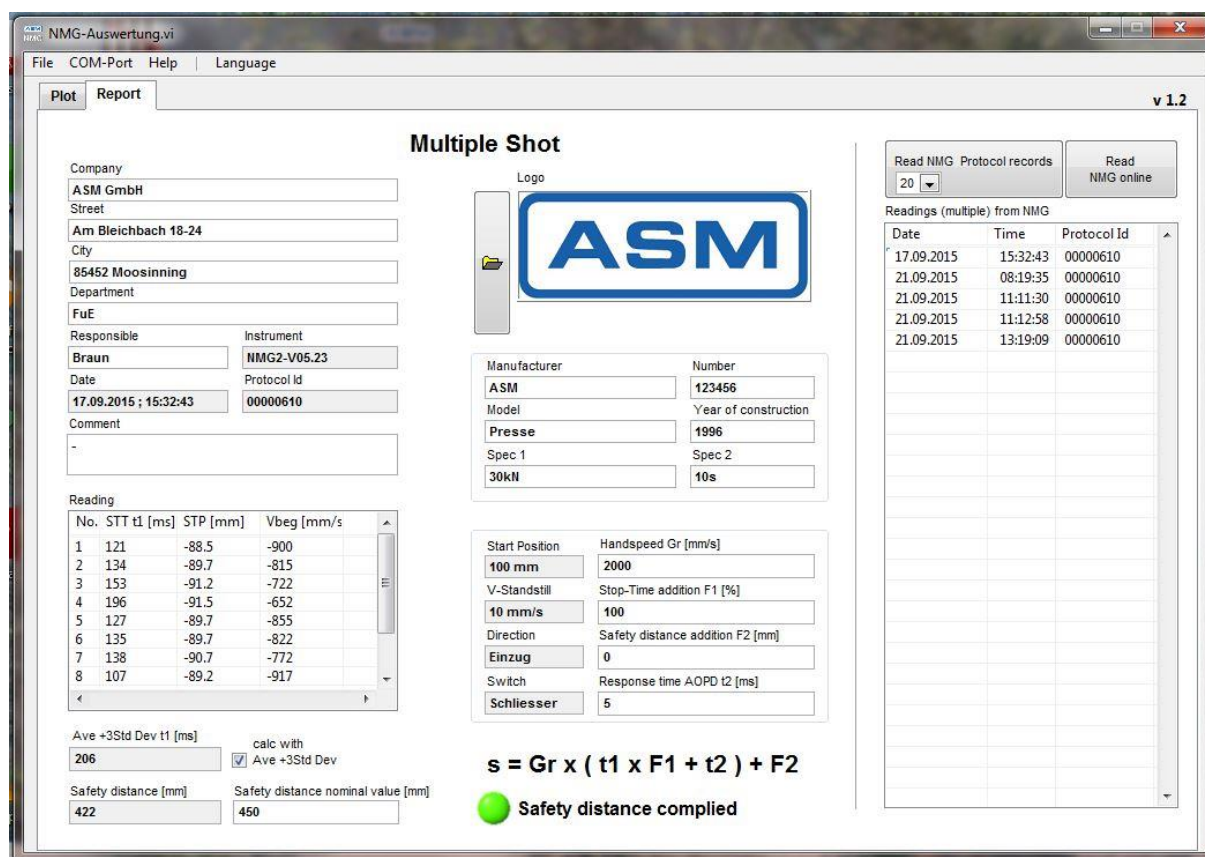 ASM
NMG
NMG-Auswertung.vi
File COM-Port Help | Language
Plot Report
v 1.2
Multiple Shot
Company
ASM GmbH
Street
Am Bleichbach 18-24
City
85452 Moosinning
Department
FuE
Responsible Instrument
Braun NMG2-V05.23
Date Protocol Id
17.09.2015 ; 15:32:43 00000610
Comment
-
Reading
No. STT t1 [ms] STP [mm] Vbeg [mm/s
1 121 -88.5 -900
2 134 -89.7 -815
3 153 -91.2 -722
4 196 -91.5 -652
5 127 -89.7 -855
6 135 -89.7 -822
7 138 -90.7 -772
8 107 -89.2 -917
Ave +3Std Dev t1 [ms]
206
calc with
Ave +3Std Dev
Safety distance [mm] Safety distance nominal value [mm]
422 450
Logo
ASM
Manufacturer Number
ASM 123456
Model Year of construction
Presse 1996
Spec 1 Spec 2
30kN 10s
Start Position Handspeed Gr [mm/s]
100 mm 2000
V-Standstill Stop-Time addition F1 [%]
10 mm/s 100
Direction Safety distance addition F2 [mm]
Einzug 0
Switch Response time AOPD t2 [ms]
Schliesser 5
s = Gr x ( t1 x F1 + t2 ) + F2
Safety distance complied
Read NMG Protocol records
20
Read
NMG online
Readings (multiple) from NMG
Date Time Protocol Id
17.09.2015 15:32:43 00000610
21.09.2015 08:19:35 00000610
21.09.2015 11:11:30 00000610
21.09.2015 11:12:58 00000610
21.09.2015 13:19:09 00000610